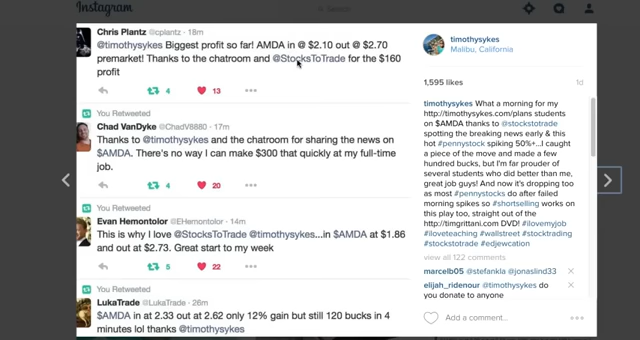 Instagram
Search
Chris Plantz @cplantz · 18m
@timothysykes Biggest profit so far! AMDA in @ $2.10 out @ $2.70
premarket! Thanks to the chatroom and @StocksToTrade for the $160
profit
4
13
You Retweeted
Chad VanDyke @ChadV8880 · 17m
Thanks to @timothysykes and the chatroom for sharing the news on
$AMDA. There's no way I can make $300 that quickly at my full-time
job.
4
20
You Retweeted
Evan Hemontolor @EHemontolor · 14m
This is why I love @StocksToTrade @timothysykes...in $AMDA at $1.86
and out at $2.73. Great start to my week
5
22
You Retweeted
LukaTrade @LukaTrade · 26m
$AMDA in at 2.33 out at 2.62 only 12% gain but still 120 bucks in 4
minutes lol thanks @timothysykes
timothysykes
Malibu, California
1,595 likes
1d
timothysykes What a morning for my
http://timothysykes.com/plans students
on $AMDA thanks to @stockstotrade
spotting the breaking news early & this
hot #pennystock spiking 50%+...I caught
a piece of the move and made a few
hundred bucks, but I'm far prouder of
several students who did better than me,
great job guys! And now it's dropping too
as most #pennystocks do after failed
morning spikes so #shortselling works on
this play too, straight out of the
http://timgrittani.com DVD! #ilovemyjob
#iloveteaching #wallstreet #stocktrading
#stockstotrade #edjewcation
view all 122 comments
marcelb05 @stefankla @jonaslind33
elijah_ridenour @timothysykes do
you donate to anyone
Add a comment...